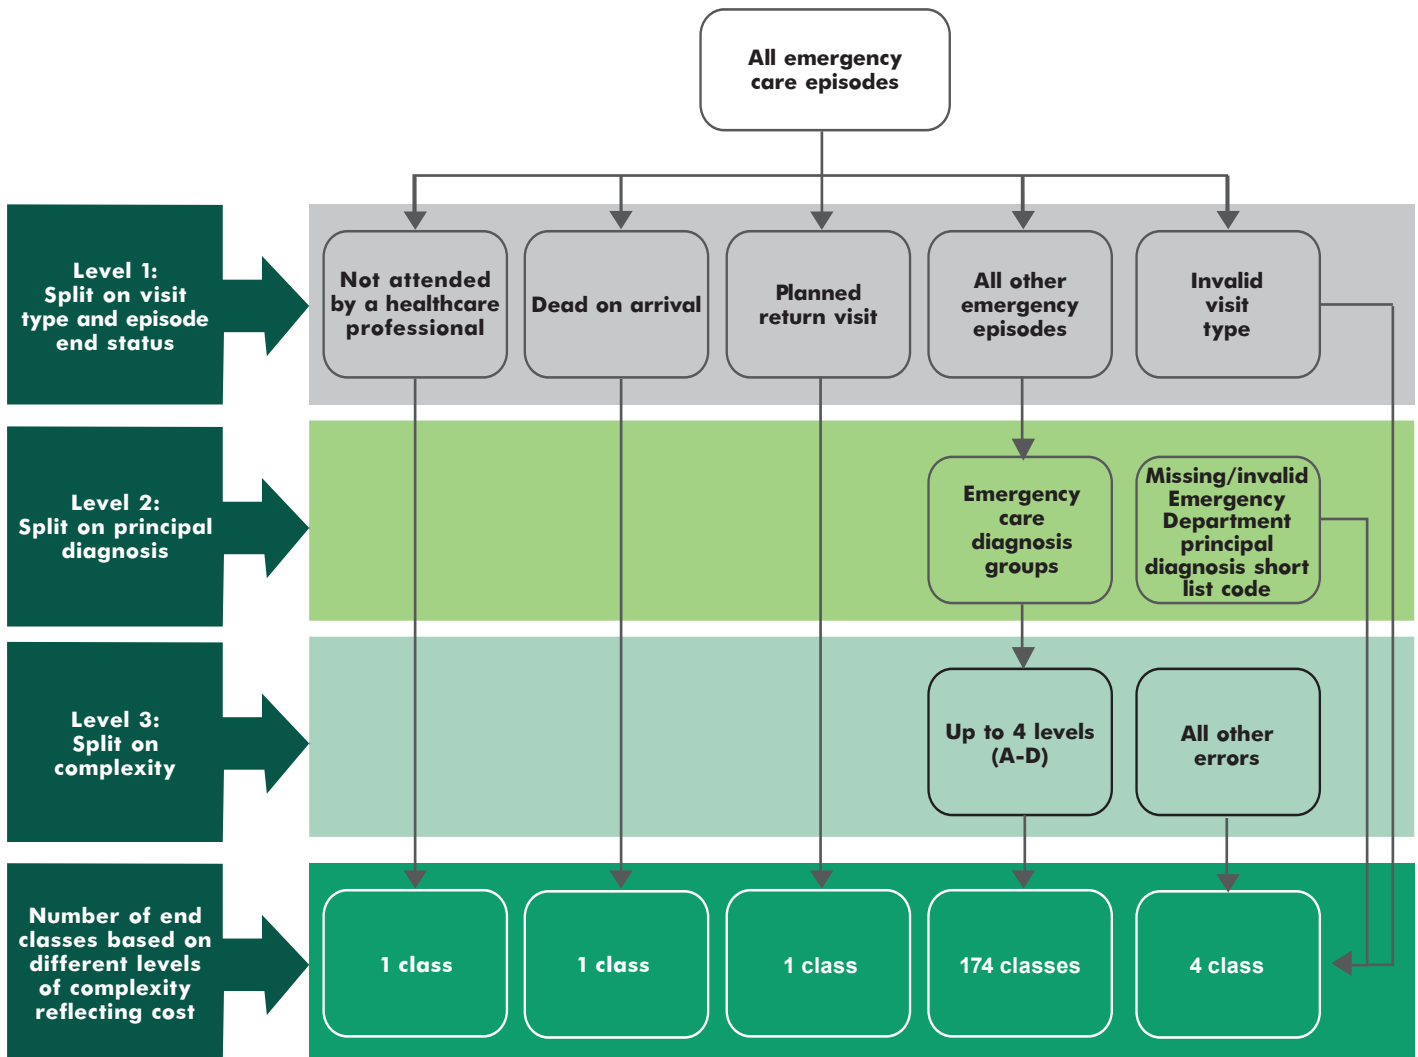 All emergency
care episodes
Level 1:
Split on visit
type and episode
end status
Not attended
by a healthcare
professional
Dead on arrival
Planned
return visit
All other
emergency
episodes
Invalid
visit
type
Level 2:
Split on principal
diagnosis
Emergency
care
diagnosis
groups
Missing/invalid
Emergency
Department
principal
diagnosis short
list code
Level 3:
Split on
complexity
Up to 4 levels
(A-D)
All other
errors
Number of end
classes based on
different levels
of complexity
reflecting cost
1 class
1 class
1 class
174 classes
4 class